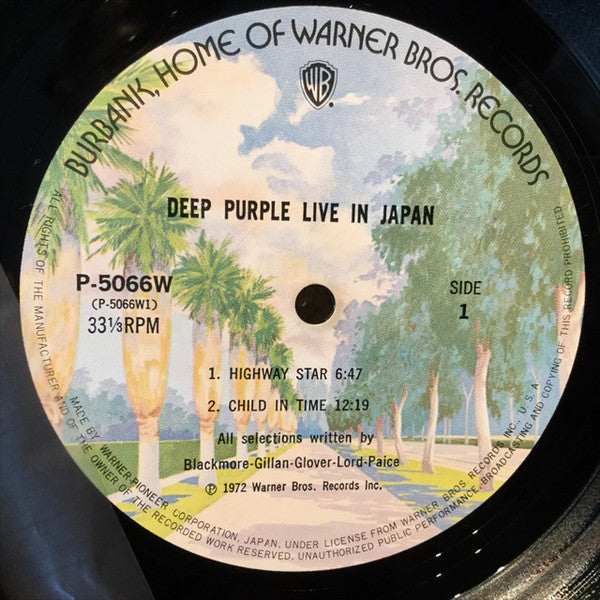 BURBANK, HOME OF WARNER BROS. RECORDS
WB
DEEP PURPLE LIVE IN JAPAN
P-5066W
(P-5066W1)
33⅓RPM
SIDE
1
1. HIGHWAY STAR 6:47
2. CHILD IN TIME 12:19
All selections written by
Blackmore-Gillan-Glover-Lord-Paice
Ⓟ 1972 Warner Bros. Records Inc.
MADE BY WARNER-PIONEER CORPORATION, JAPAN. UNDER LICENSE FROM WARNER BROS RECORDS INC., U.S.A.
ALL RIGHTS OF THE MANUFACTURER AND OF THE OWNER OF THE RECORDED WORK RESERVED. UNAUTHORIZED PUBLIC PERFORMANCE, BROADCASTING AND COPYING OF THIS RECORD PROHIBITED